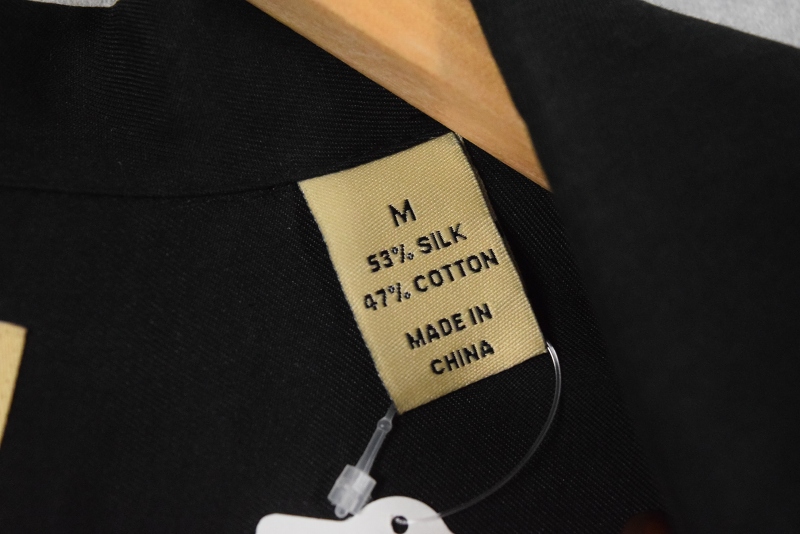 M
53% SILK
47% COTTON
MADE IN
CHINA